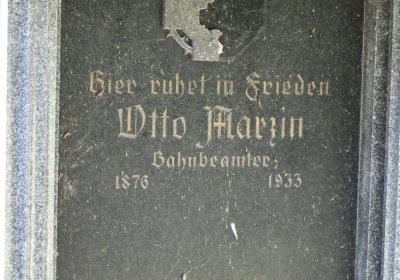 Hier ruhet in Frieden
Otto Marzin
Bahnbeamter,
1876 1933